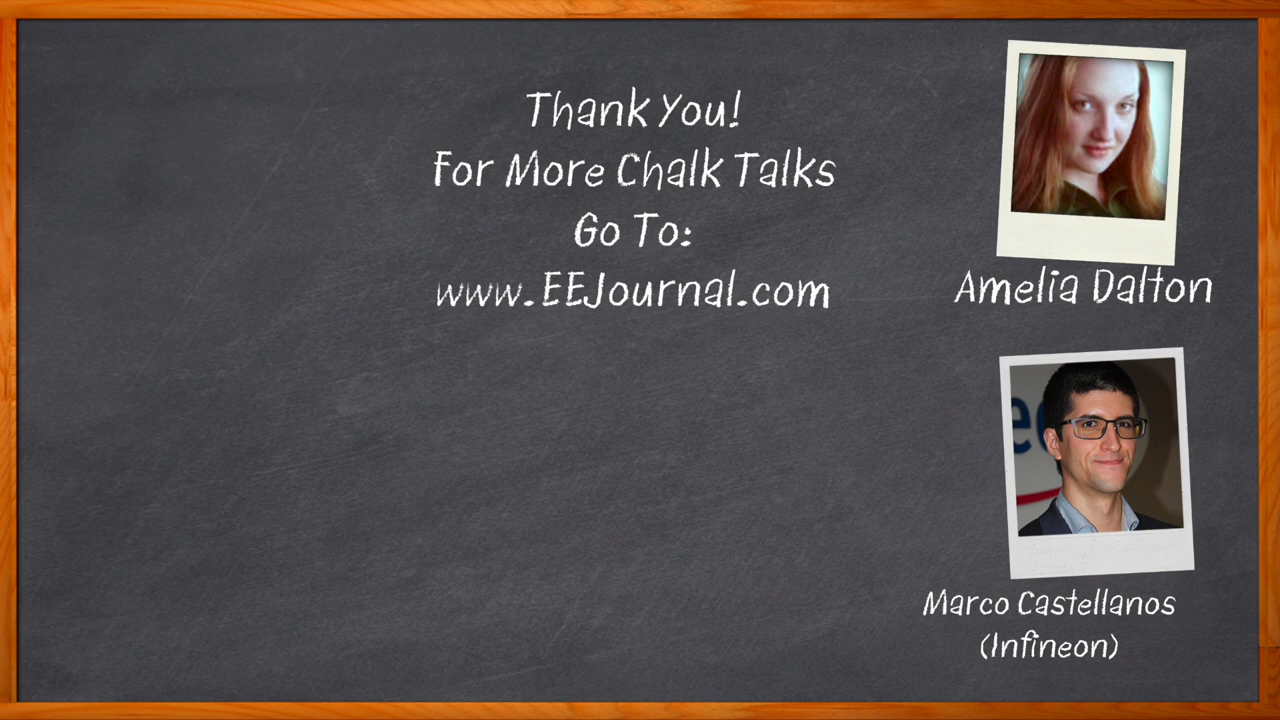 Thank You!
For More Chalk Talks
Go To:
www.EEJournal.com
Amelia Dalton
Marco Castellanos
(Infineon)